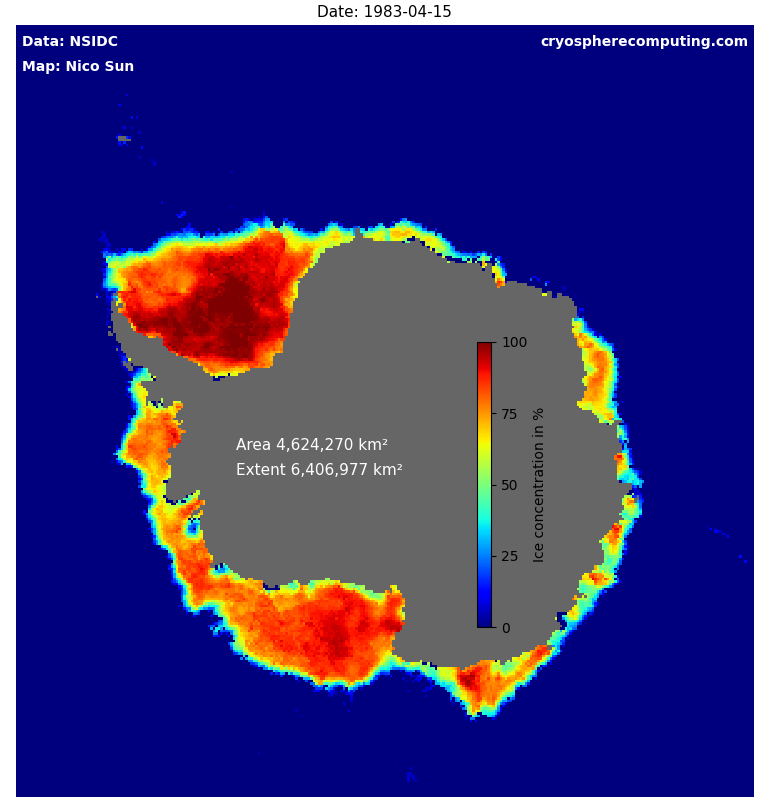 Date: 1983-04-15
Data: NSIDC
cryospherecomputing.com
Map: Nico Sun
100
75
50
25
0
Ice concentration in %
Area 4,624,270 km²
Extent 6,406,977 km²